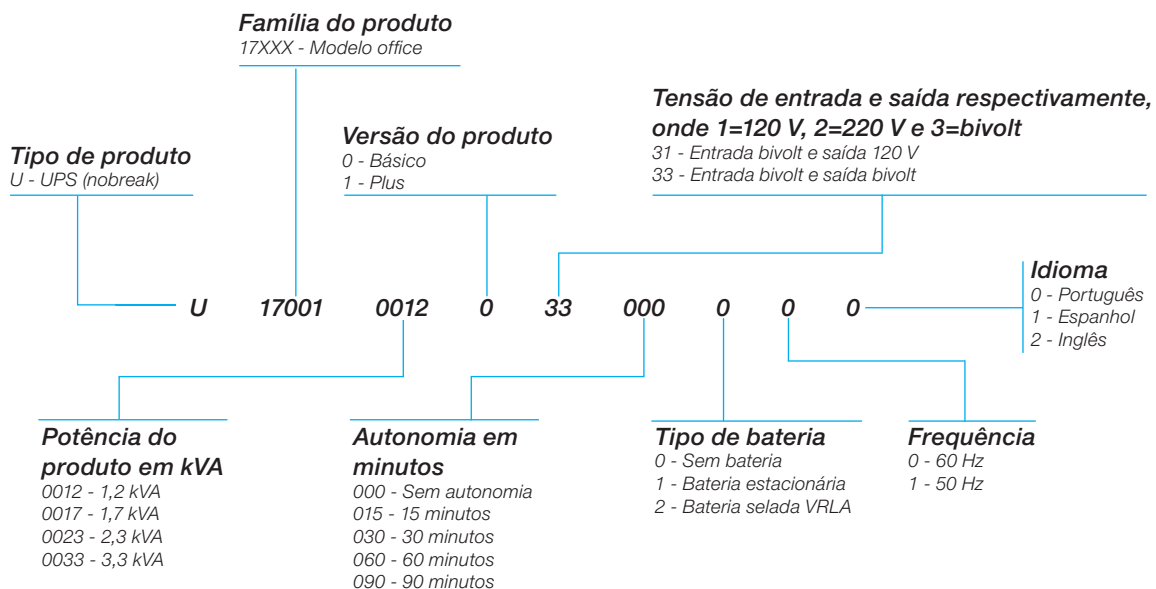 Família do produto
17XXX - Modelo office
Tensão de entrada e saída respectivamente,
onde 1=120 V, 2=220 V e 3=bivolt
31 - Entrada bivolt e saída 120 V
33 - Entrada bivolt e saída bivolt
Versão do produto
0 - Básico
1 - Plus
Tipo de produto
U - UPS (nobreak)
U 17001 0012 0 33 000 0 0 0
Idioma
0 - Português
1 - Espanhol
2 - Inglês
Potência do
produto em kVA
0012 - 1,2 kVA
0017 - 1,7 kVA
0023 - 2,3 kVA
0033 - 3,3 kVA
Autonomia em
minutos
000 - Sem autonomia
015 - 15 minutos
030 - 30 minutos
060 - 60 minutos
090 - 90 minutos
Tipo de bateria
0 - Sem bateria
1 - Bateria estacionária
2 - Bateria selada VRLA
Frequência
0 - 60 Hz
1 - 50 Hz